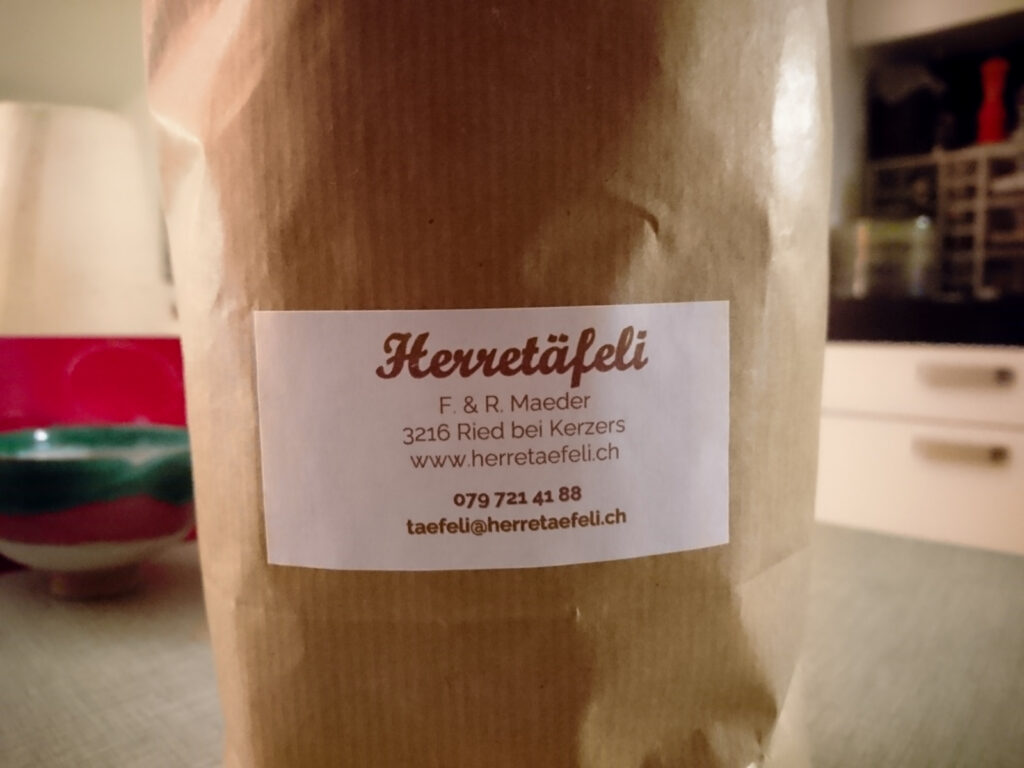 Herretäfeli
F. & R. Maeder
3216 Ried bei Kerzers
www.herretaefeli.ch
079 721 41 88
taefeli@herretaefeli.ch